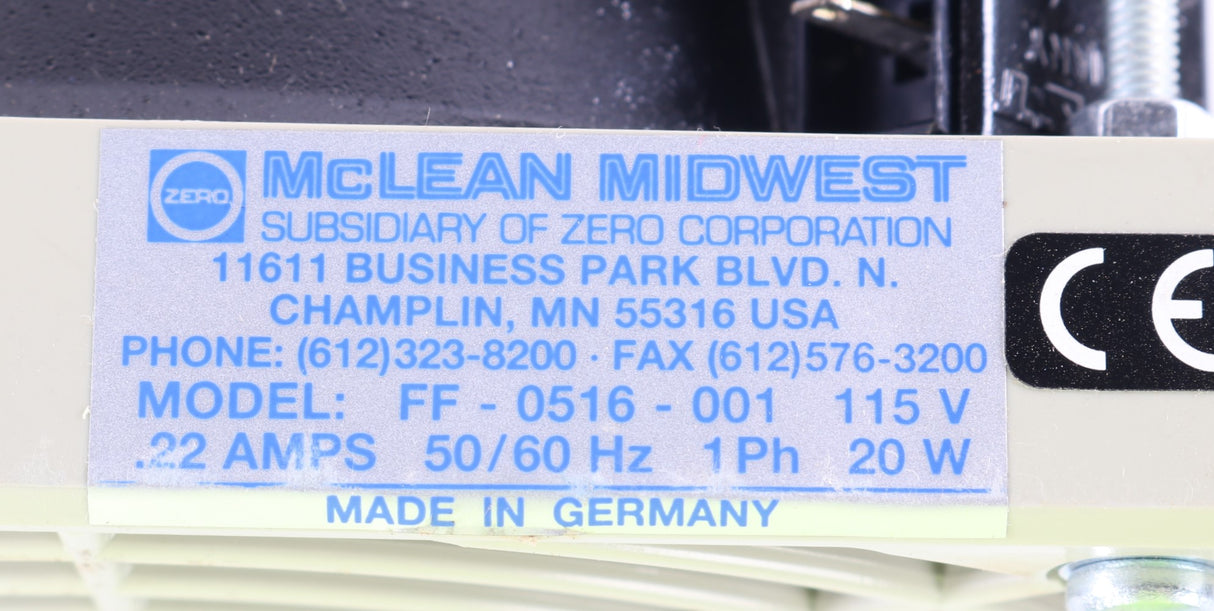 ZERO
McLEAN MIDWEST
SUBSIDIARY OF ZERO CORPORATION
11611 BUSINESS PARK BLVD. N.
CHAMPLIN, MN 55316 USA
PHONE: (612)323-8200 · FAX (612)576-3200
MODEL: FF - 0516 - 001 115 V
.22 AMPS 50/60 Hz 1Ph 20 W
MADE IN GERMANY
CE